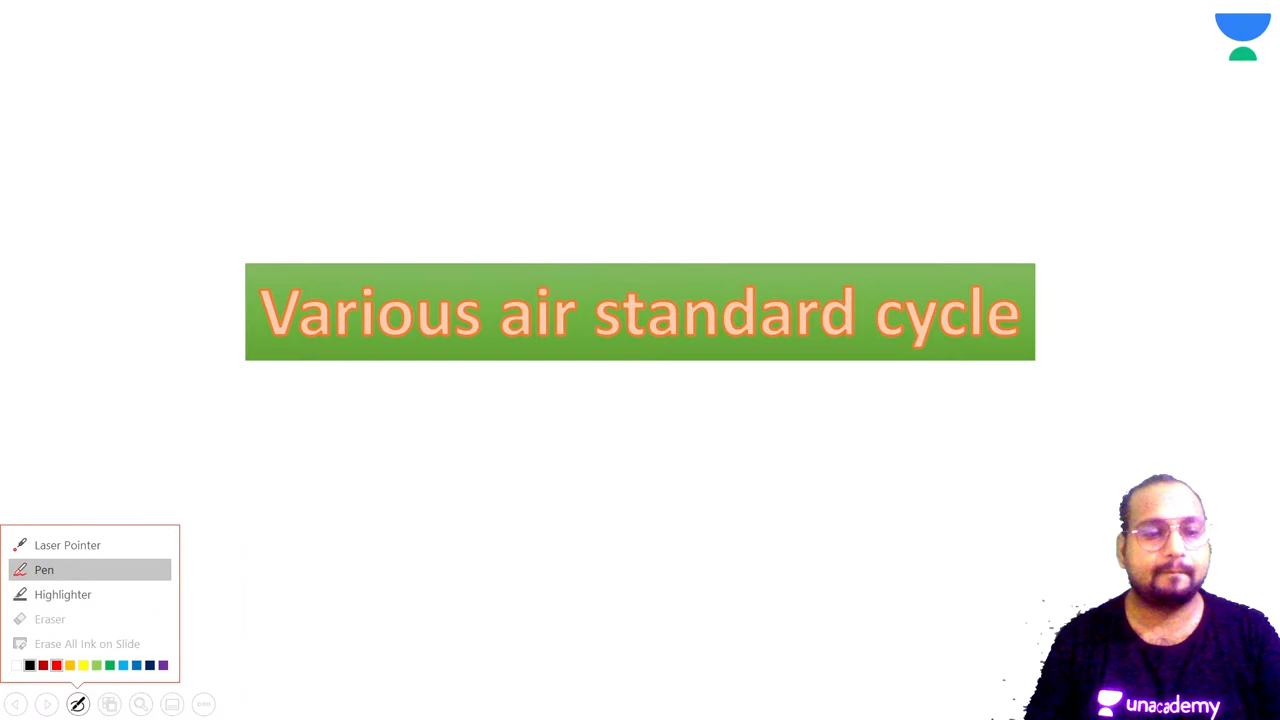 Various air standard cycle
Laser Pointer
Pen
Highlighter
Eraser
Erase All Ink on Slide
unacademy